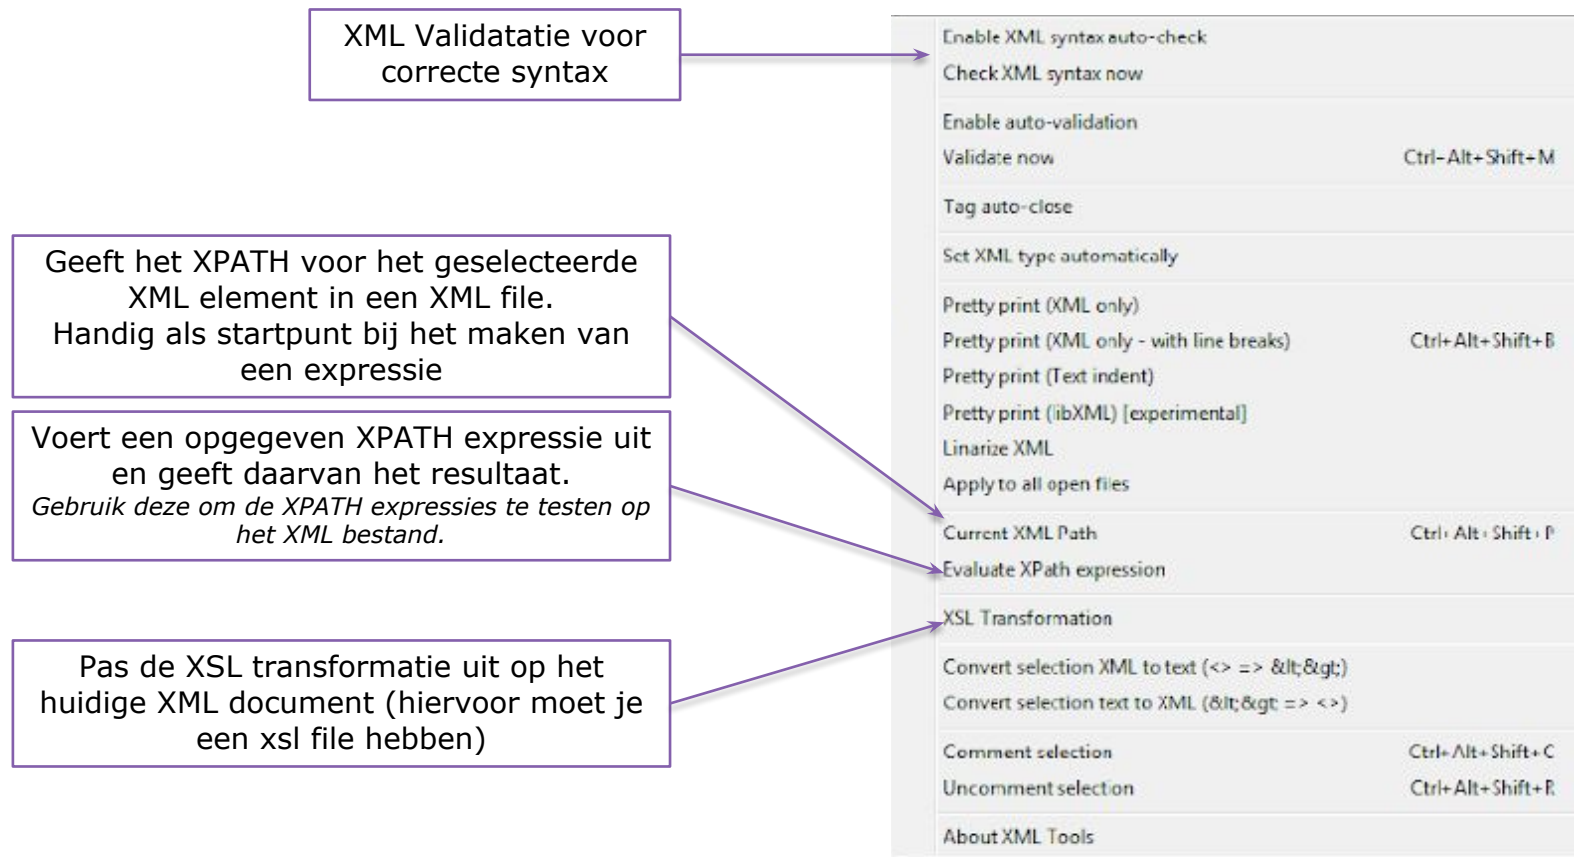 XML Validatatie voor
correcte syntax
Geeft het XPATH voor het geselecteerde
XML element in een XML file.
Handig als startpunt bij het maken van
een expressie
Voert een opgegeven XPATH expressie uit
en geeft daarvan het resultaat.
Gebruik deze om de XPATH expressies te testen op
het XML bestand.
Pas de XSL transformatie uit op het
huidige XML document (hiervoor moet je
een xsl file hebben)
Enable XML syntax auto-check
Check XML syntax now
Enable auto-validation
Validate now Ctrl+Alt+Shift+M
Tag auto-close
Set XML type automatically
Pretty print (XML only)
Pretty print (XML only - with line breaks) Ctrl+Alt+Shift+B
Pretty print (Text indent)
Pretty print (libXML) [experimental]
Linarize XML
Apply to all open files
Current XML Path Ctrl+Alt+Shift+P
Evaluate XPath expression
XSL Transformation
Convert selection XML to text (<> => &lt;&gt;)
Convert selection text to XML (&lt;&gt; => <>)
Comment selection Ctrl+Alt+Shift+C
Uncomment selection Ctrl+Alt+Shift+R
About XML Tools